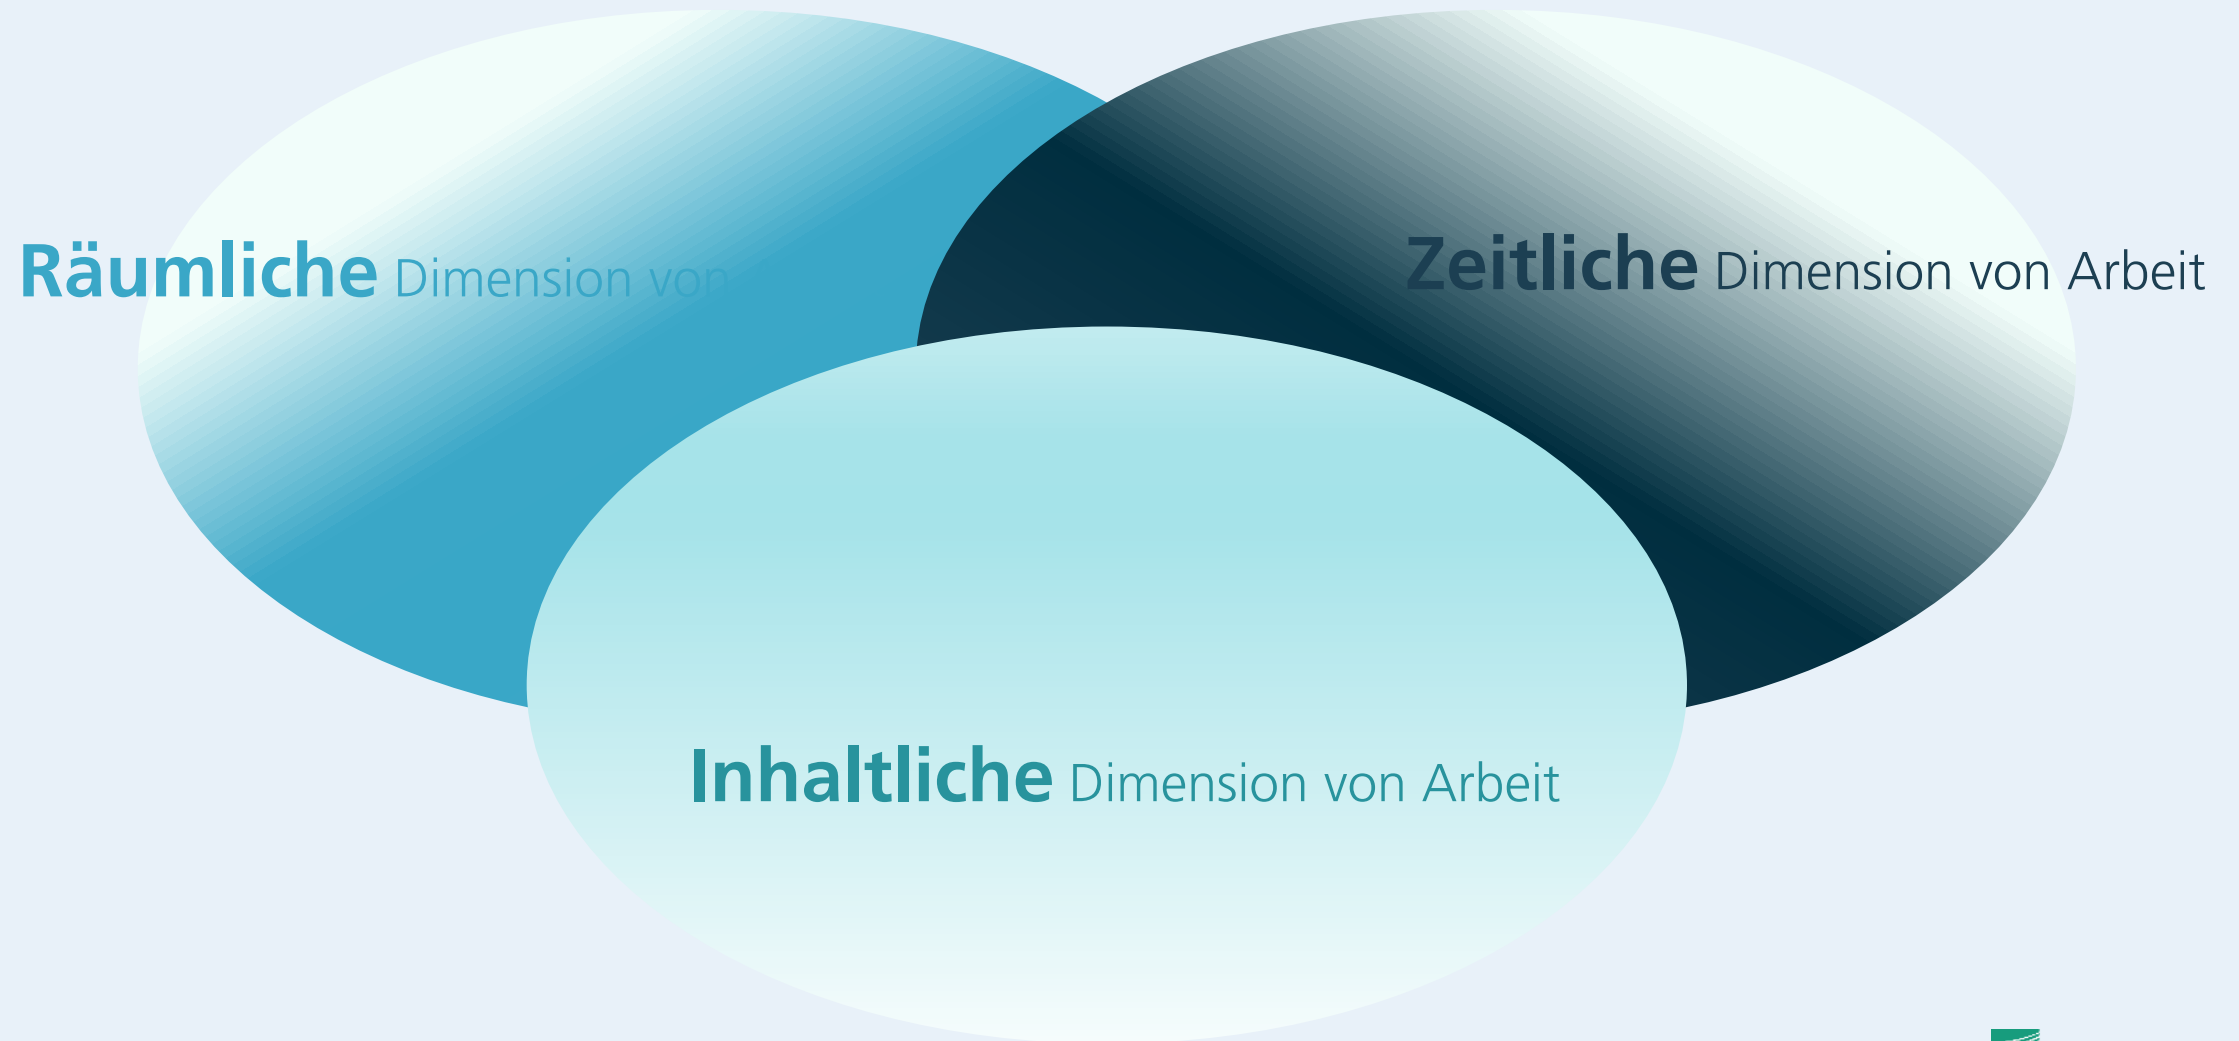 Räumliche Dimension von
Zeitliche Dimension von Arbeit
Inhaltliche Dimension von Arbeit